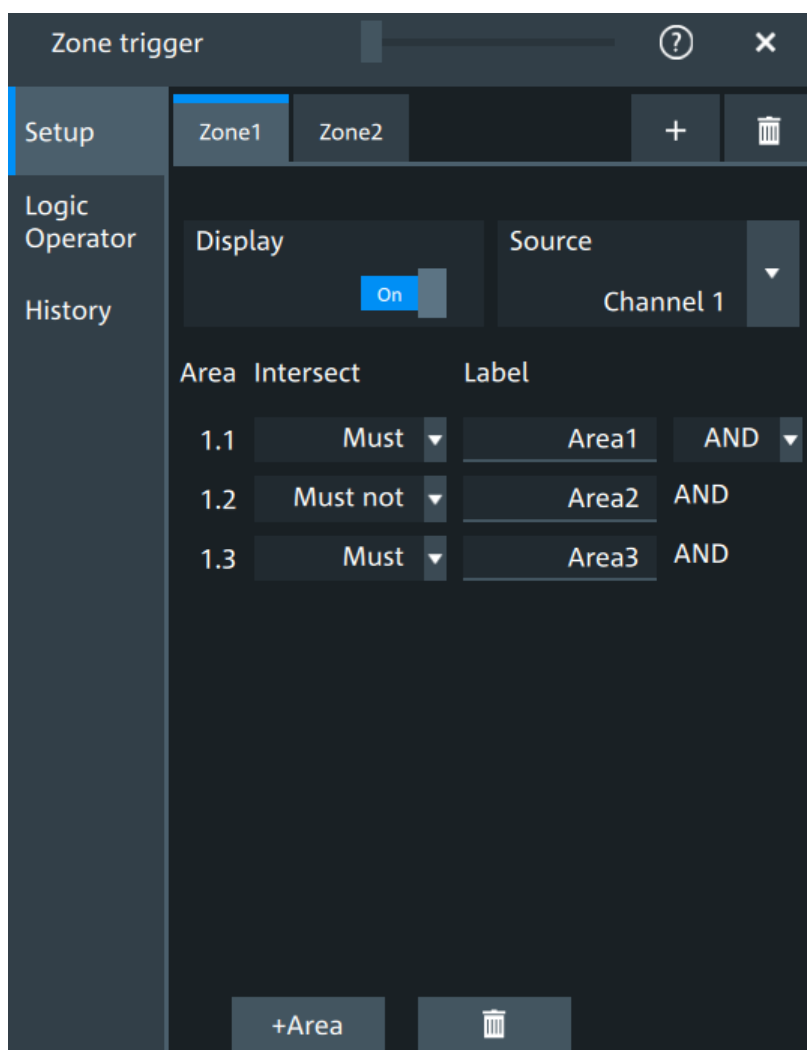 Zone trigger ?
Setup
Zone1 Zone2 +
Logic
Operator
Display Source
On
Channel 1
History
Area Intersect Label
1.1 Must Area1 AND
1.2 Must not Area2 AND
1.3 Must Area3 AND
+Area